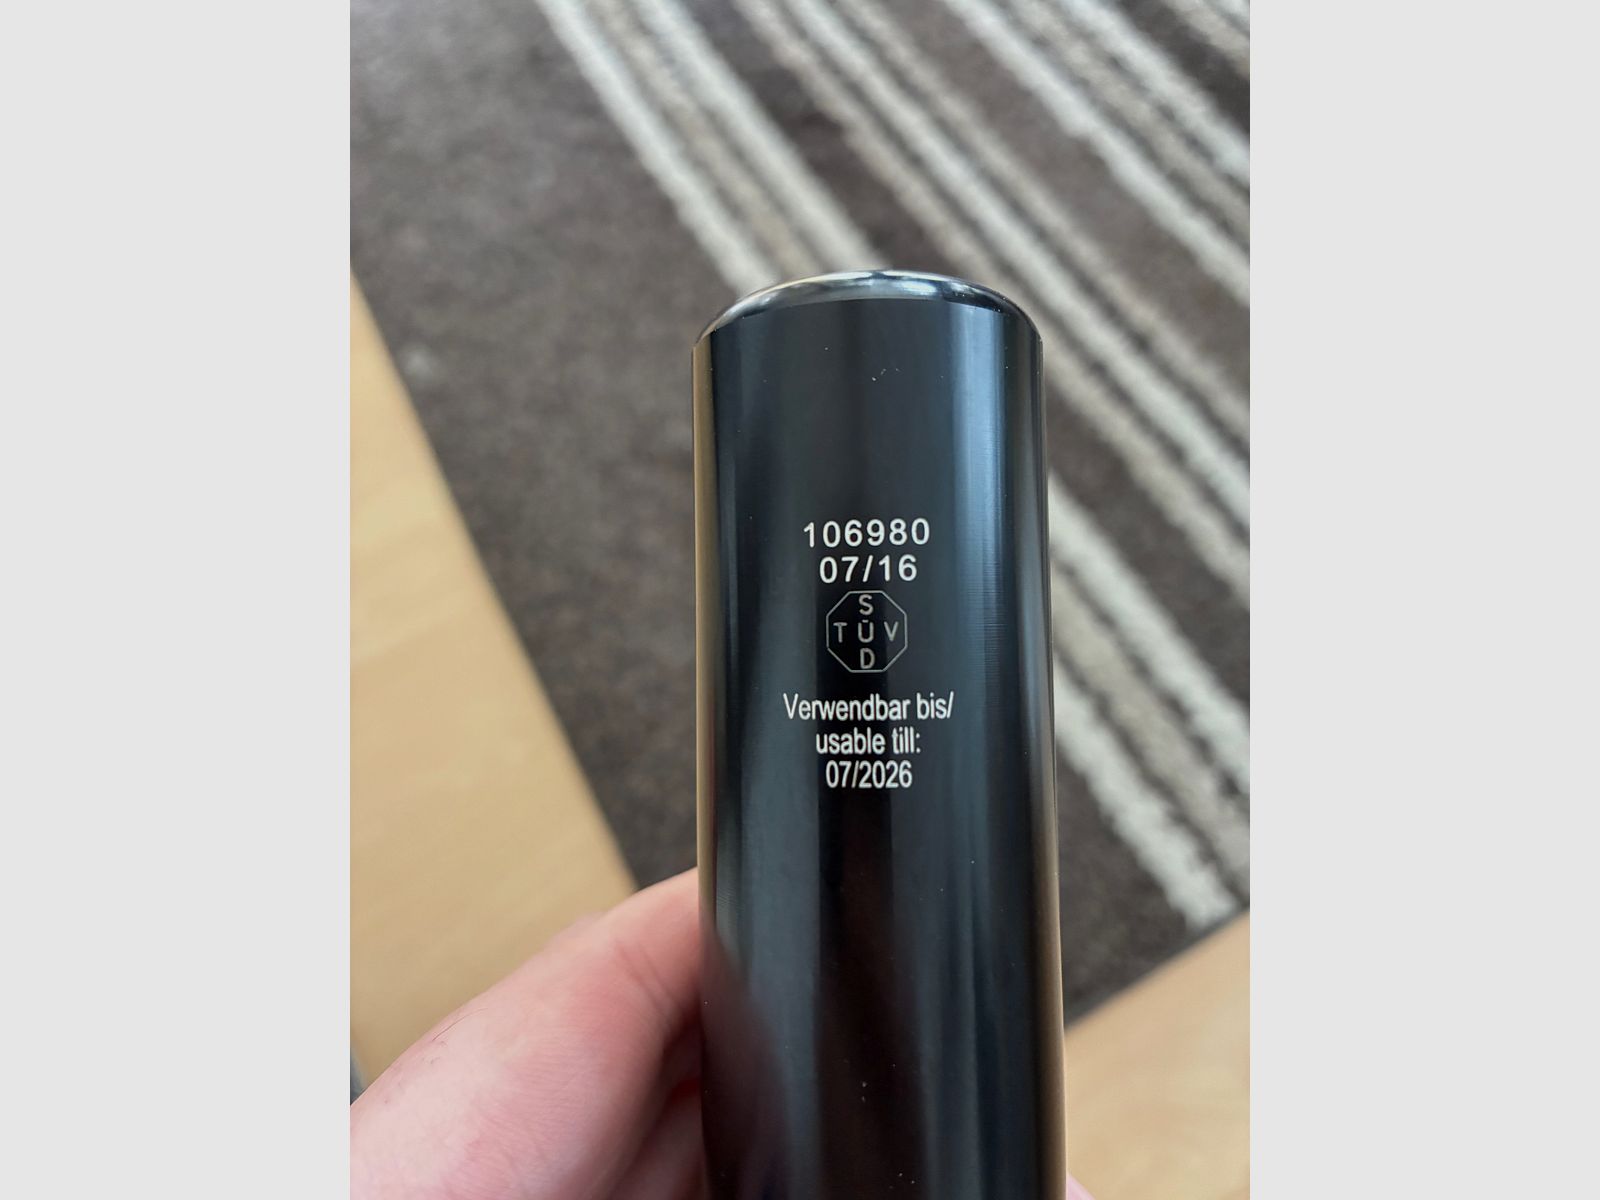 106980
07/16
S
TÜV
D
Verwendbar bis/
usable till:
07/2026